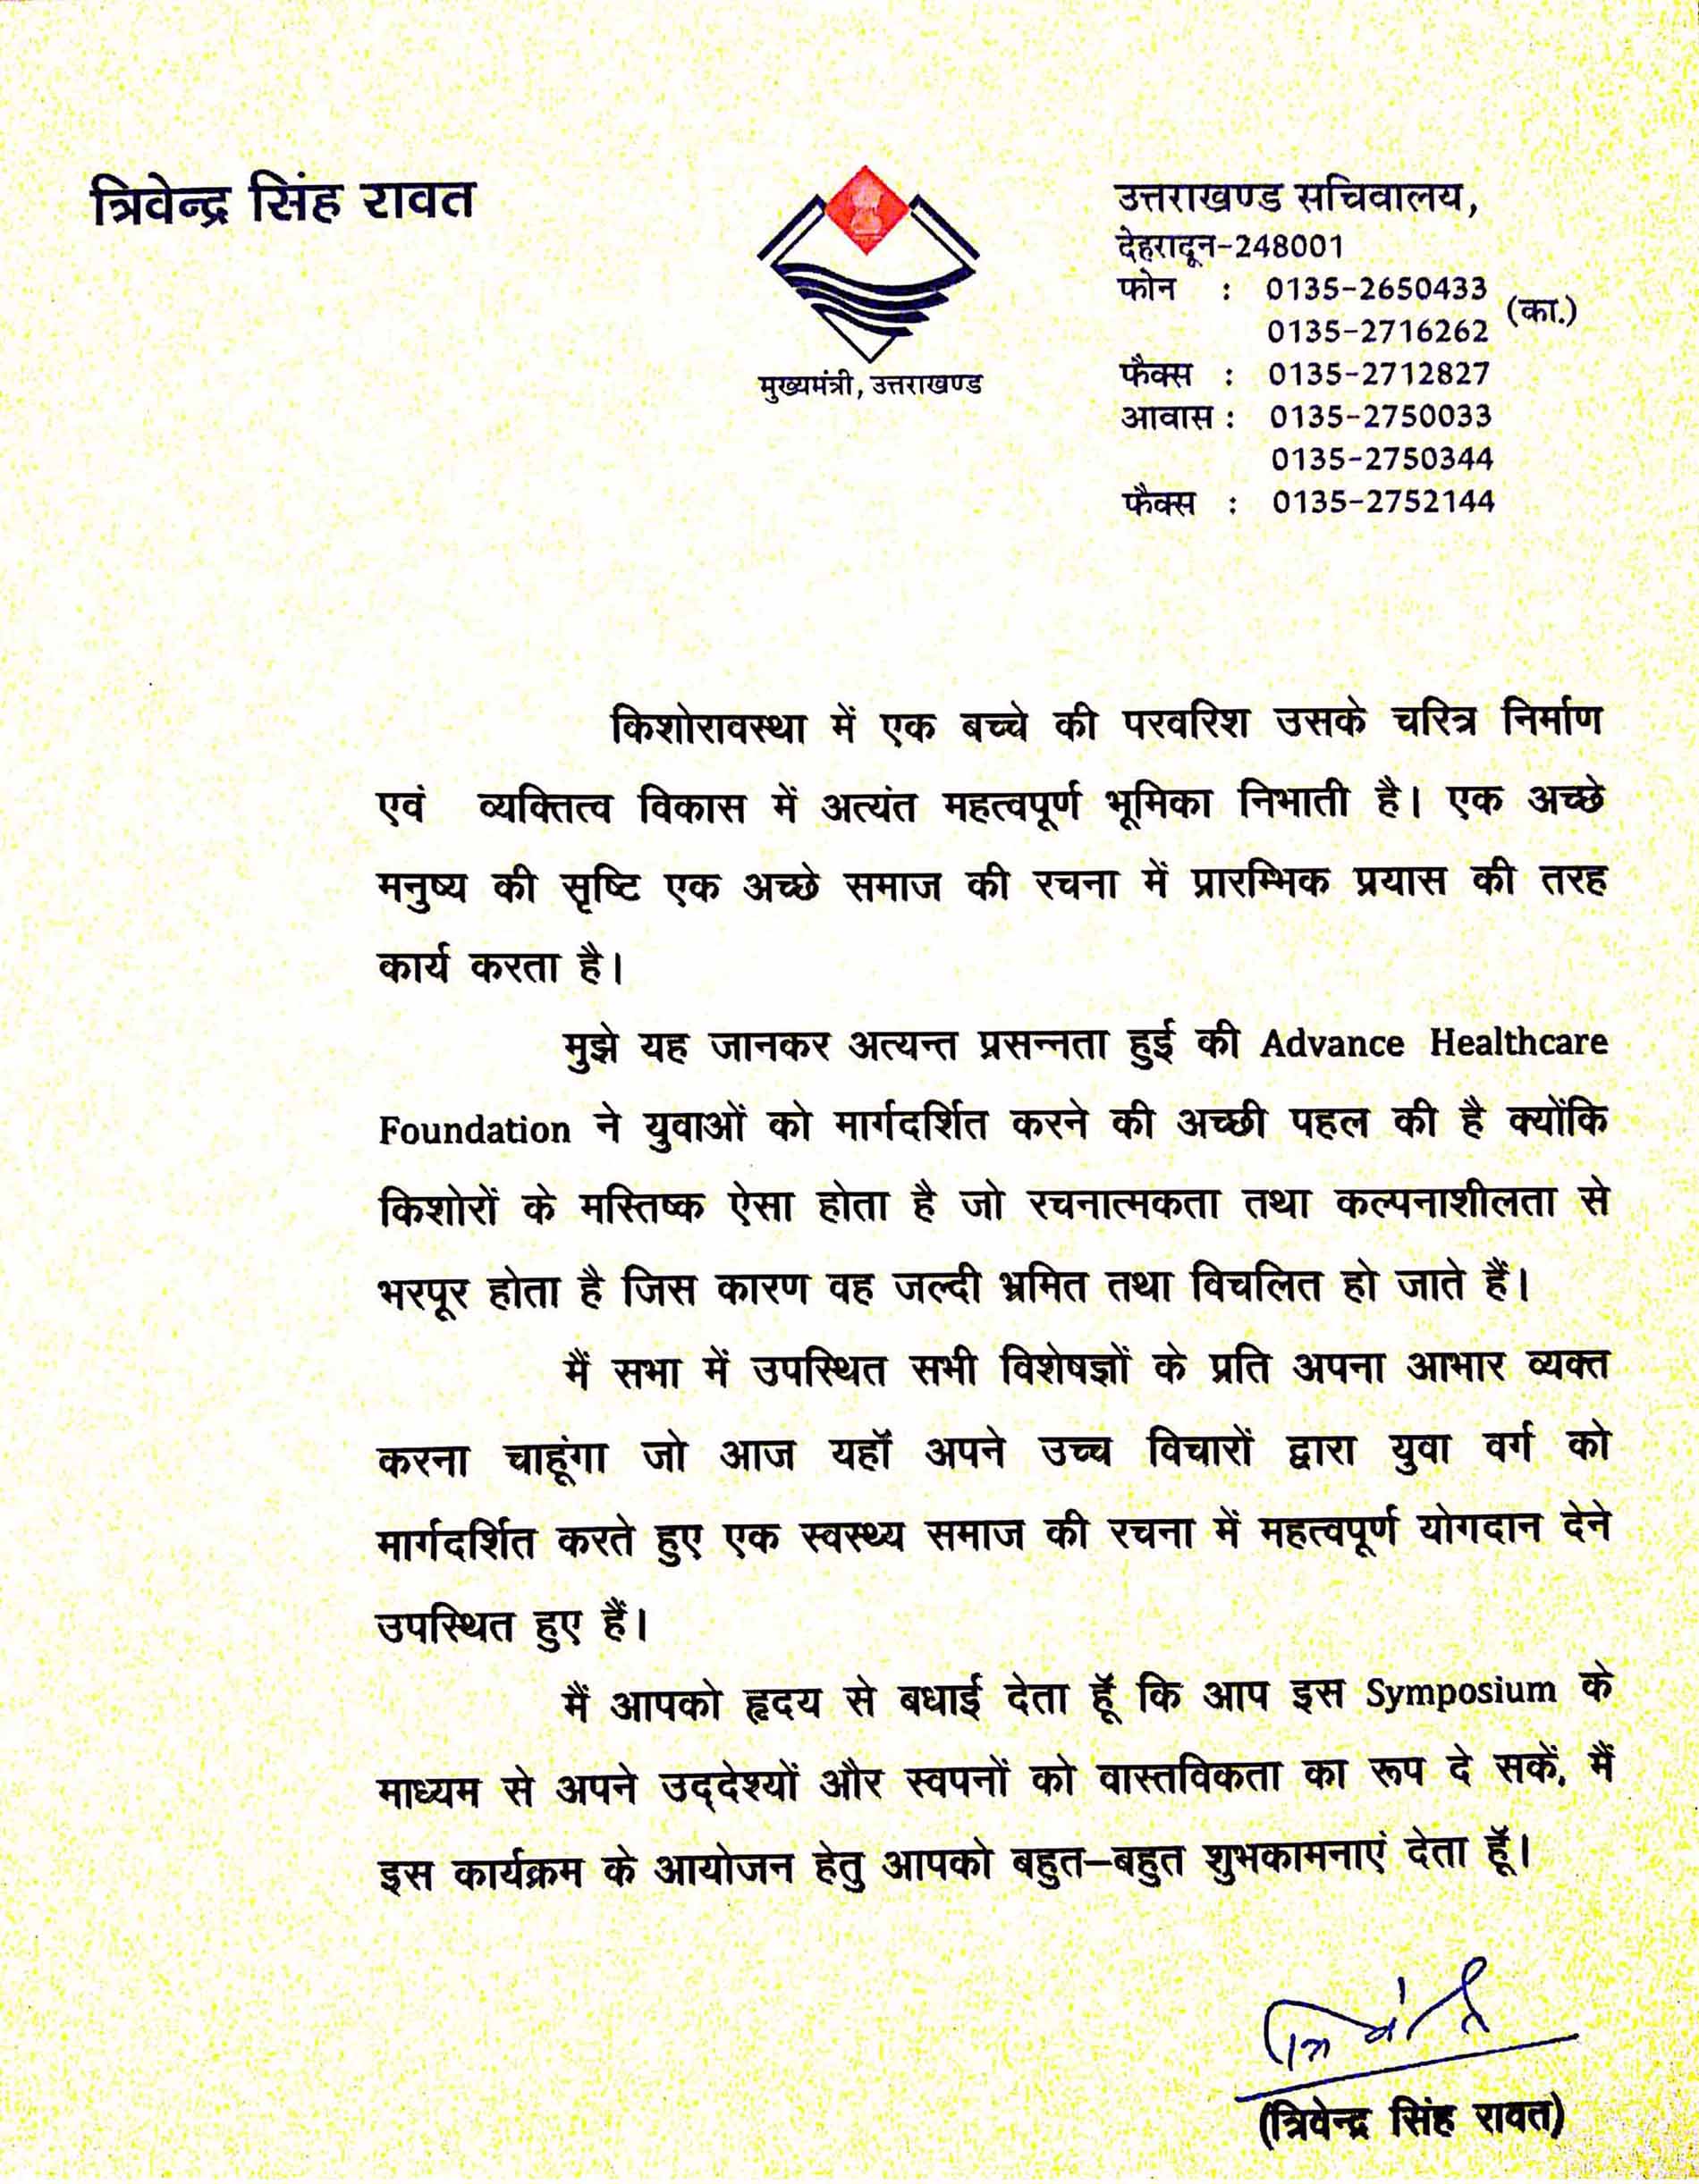 त्रिवेन्द्र सिंह रावत
मुख्यमंत्री, उत्तराखण्ड
उत्तराखण्ड सचिवालय,
देहरादून-248001
फोन : 0135-2650433
0135-2716262 (का.)
फैक्स : 0135-2712827
आवास : 0135-2750033
0135-2750344
फैक्स : 0135-2752144
किशोरावस्था में एक बच्चे की परवरिश उसके चरित्र निर्माण
एवं व्यक्तित्व विकास में अत्यंत महत्वपूर्ण भूमिका निभाती है। एक अच्छे
मनुष्य की सृष्टि एक अच्छे समाज की रचना में प्रारम्भिक प्रयास की तरह
कार्य करता है।
मुझे यह जानकर अत्यन्त प्रसन्नता हुई की Advance Healthcare
Foundation ने युवाओं को मार्गदर्शित करने की अच्छी पहल की है क्योंकि
किशोरों के मस्तिष्क ऐसा होता है जो रचनात्मकता तथा कल्पनाशीलता से
भरपूर होता है जिस कारण वह जल्दी भ्रमित तथा विचलित हो जाते हैं।
मैं सभा में उपस्थित सभी विशेषज्ञों के प्रति अपना आभार व्यक्त
करना चाहूंगा जो आज यहॉं अपने उच्च विचारों द्वारा युवा वर्ग को
मार्गदर्शित करते हुए एक स्वस्थ्य समाज की रचना में महत्वपूर्ण योगदान देने
उपस्थित हुए हैं।
मैं आपको हृदय से बधाई देता हूॅं कि आप इस Symposium के
माध्यम से अपने उद्देश्यों और स्वपनों को वास्तविकता का रूप दे सकें, मैं
इस कार्यक्रम के आयोजन हेतु आपको बहुत–बहुत शुभकामनाएं देता हूॅं।
(त्रिवेन्द्र सिंह रावत)